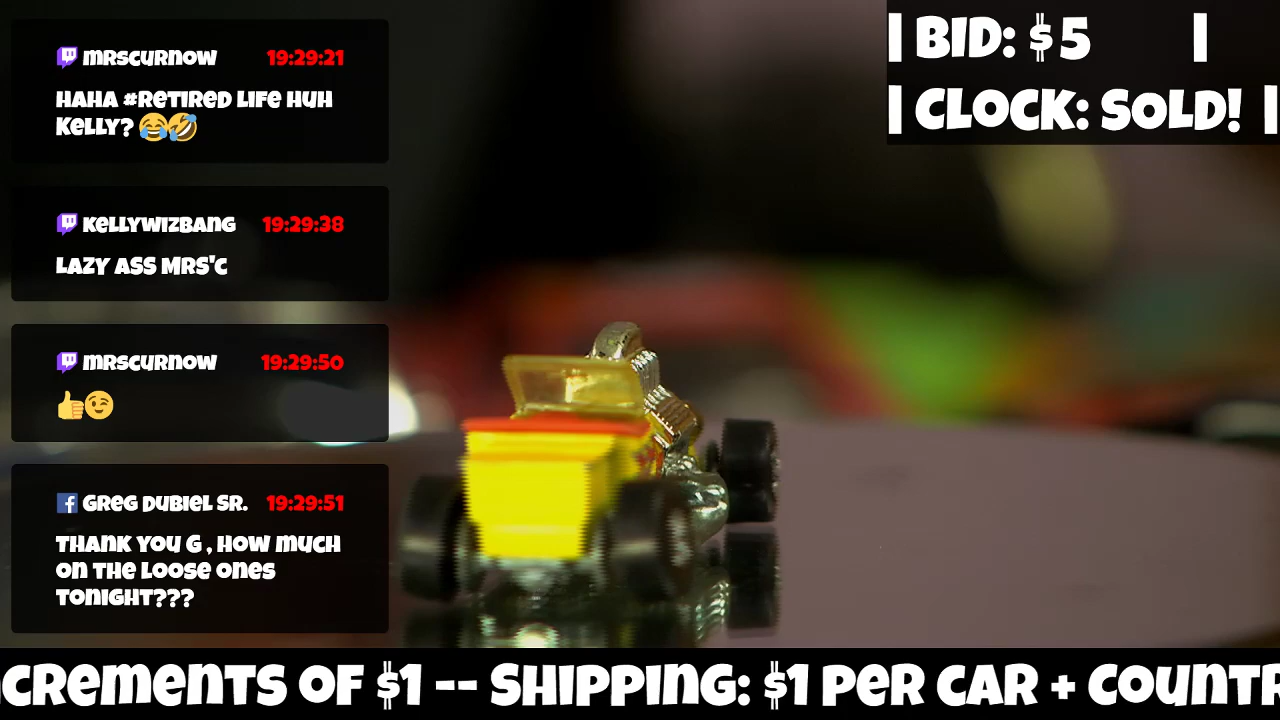 mrscurnow 19:29:21
HAHA #RETIRED LIFE HUH
KELLY? 😂🤣
kellywizbang 19:29:38
LAZY ASS MRS'C
mrscurnow 19:29:50
👍😉
Greg Dubiel Sr. 19:29:51
THANK YOU G , HOW MUCH
ON THE LOOSE ONES
TONIGHT???
| BID: $5 |
| CLOCK: SOLD! |
CREMENTS OF $1 -- SHIPPING: $1 PER CAR + COUNTR